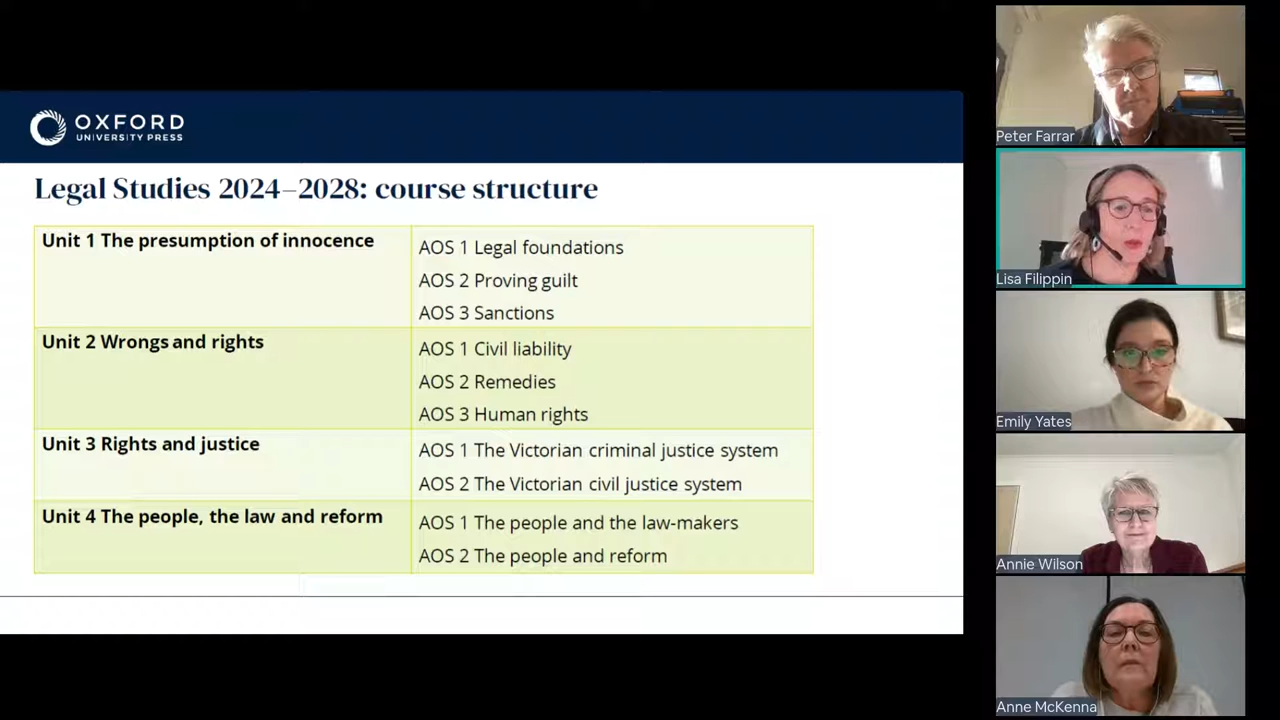 OXFORD
UNIVERSITY PRESS
Legal Studies 2024–2028: course structure
Unit 1 The presumption of innocence
AOS 1 Legal foundations
AOS 2 Proving guilt
AOS 3 Sanctions
Unit 2 Wrongs and rights
AOS 1 Civil liability
AOS 2 Remedies
AOS 3 Human rights
Unit 3 Rights and justice
AOS 1 The Victorian criminal justice system
AOS 2 The Victorian civil justice system
Unit 4 The people, the law and reform
AOS 1 The people and the law-makers
AOS 2 The people and reform
Peter Farrar
Lisa Filippin
Emily Yates
Annie Wilson
Anne McKenna